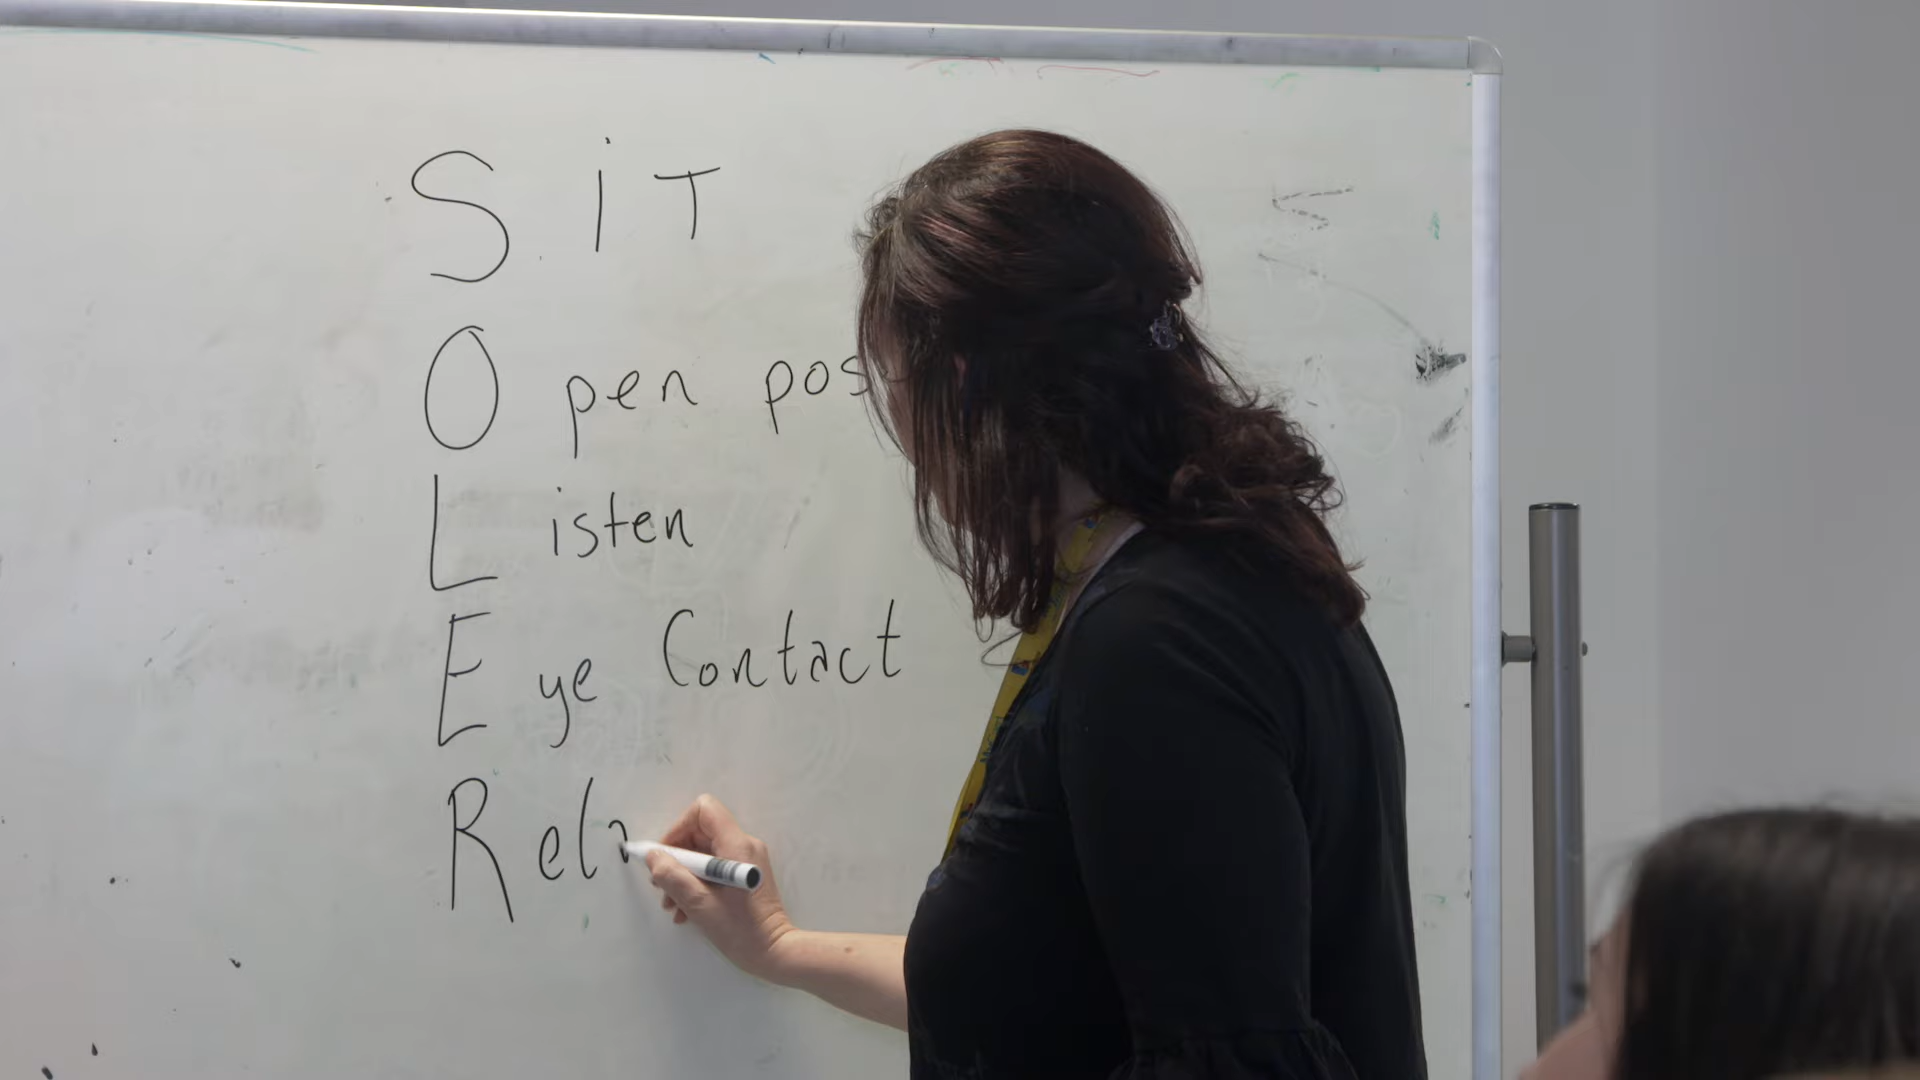 SiT
Open pos
Listen
Eye Contact
Rela